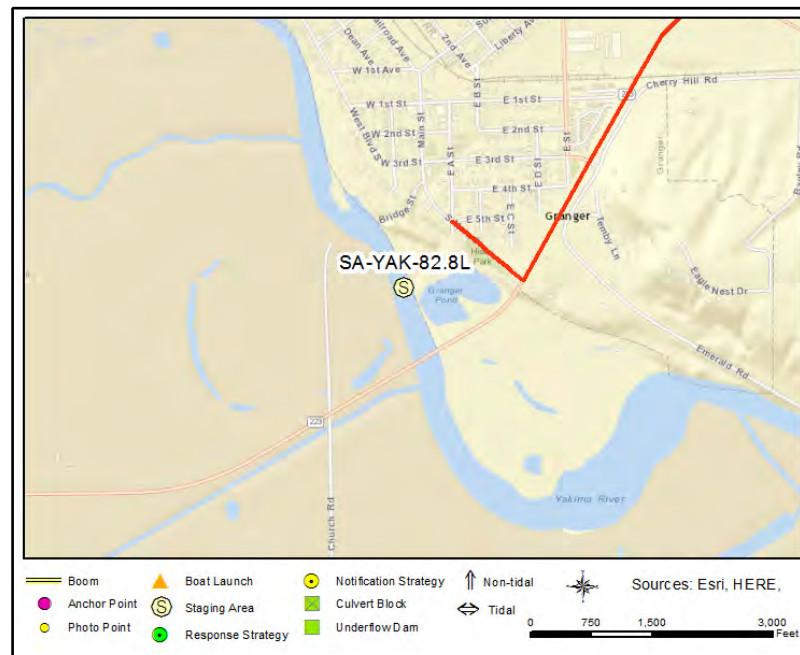 Dean Ave
Railroad Ave
2nd Ave
Liberty Ave
W 1st Ave
E B St
Cherry Hill Rd
223
W 1st St
E 1st St
West Blvd S
Main St
W 2nd St
E 2nd St
E A St
E St
W 3rd St
E 3rd St
E D St
Granger
E 4th St
Bridge St
E 5th St
E C St
Granger
Temby Ln
Park
SA-YAK-82.8L
S
Granger
Pond
Eagle Nest Dr
Emerald Rd
223
Church Rd
Yakima River
Boom
Boat Launch
Notification Strategy
Non-tidal
Sources: Esri, HERE,
Anchor Point
S
Staging Area
Culvert Block
Tidal
Photo Point
Response Strategy
Underflow Dam
0 750 1,500 3,000
Feet